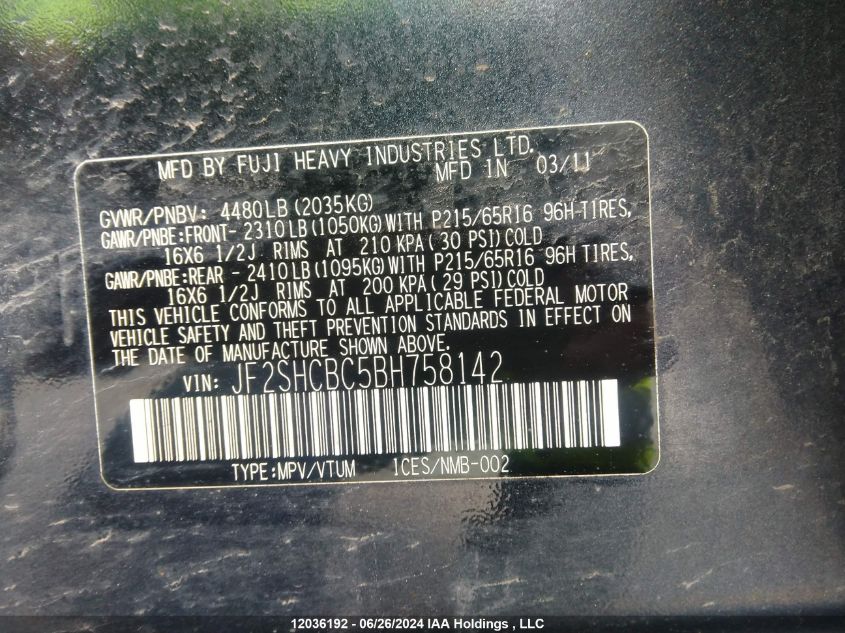 MFD BY FUJI HEAVY INDUSTRIES LTD.
MFD IN 03/11
GVWR/PNBV: 4480LB(2035KG)
GAWR/PNBE:FRONT- 2310LB(1050KG)WITH P215/65R16 96H-TIRES,
16X6 1/2J RIMS AT 210 KPA( 30 PSI)COLD
GAWR/PNBE:REAR - 2410LB(1095KG)WITH P215/65R16 96H TIRES,
16X6 1/2J RIMS AT 200 KPA( 29 PSI)COLD
THIS VEHICLE CONFORMS TO ALL APPLICABLE FEDERAL MOTOR
VEHICLE SAFETY AND THEFT PREVENTION STANDARDS IN EFFECT ON
THE DATE OF MANUFACTURE SHOWN ABOVE.
VIN: JF2SHCBC5BH758142
TYPE:MPV/VTUM ICES/NMB-002
12036192 - 06/26/2024 IAA Holdings , LLC